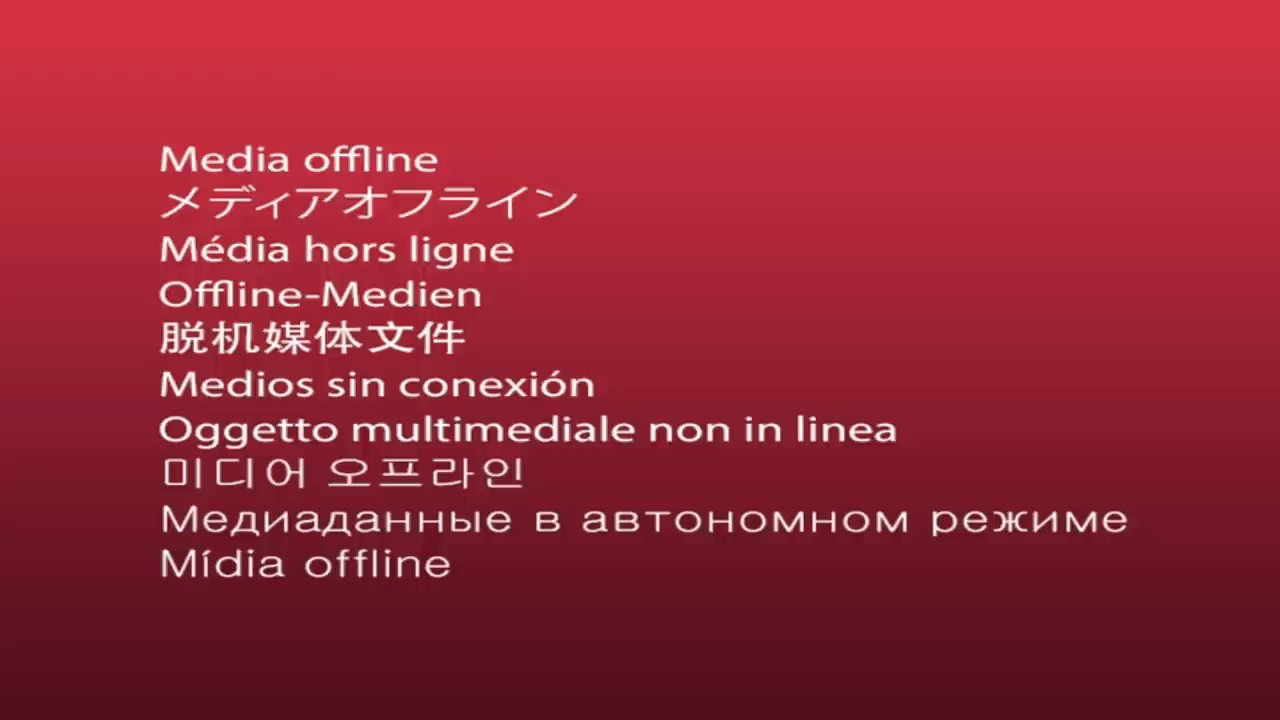 Media offline
メディアオフライン
Média hors ligne
Offline-Medien
脱机媒体文件
Medios sin conexión
Oggetto multimediale non in linea
미디어 오프라인
Медиаданные в автономном режиме
Mídia offline